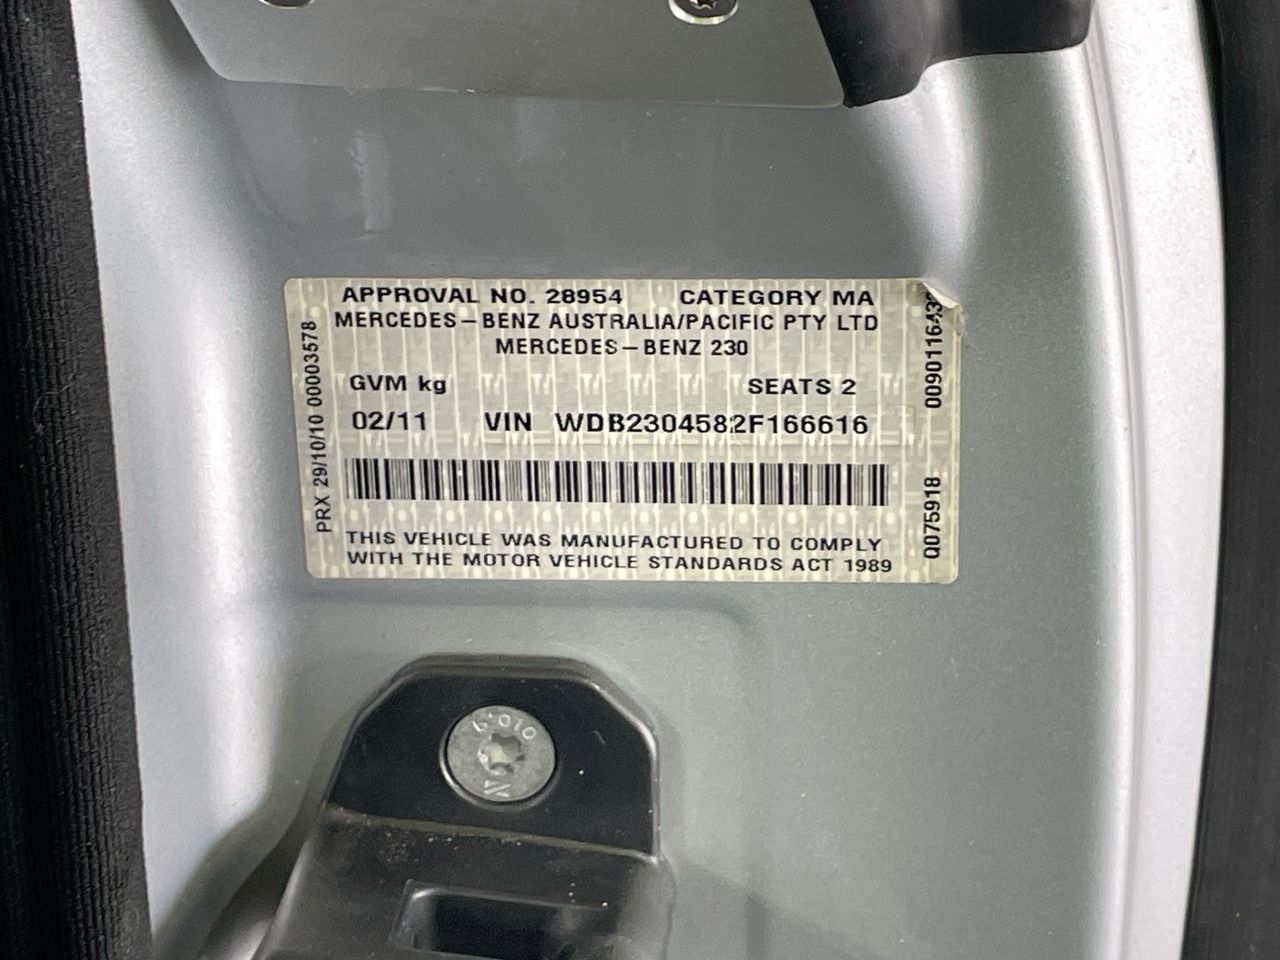 APPROVAL NO. 28954 CATEGORY MA
MERCEDES-BENZ AUSTRALIA/PACIFIC PTY LTD
MERCEDES-BENZ 230
GVM kg SEATS 2
02/11 VIN WDB2304582F166616
THIS VEHICLE WAS MANUFACTURED TO COMPLY
WITH THE MOTOR VEHICLE STANDARDS ACT 1989
PRX 29/10/10 00003578
Q075918
010.9